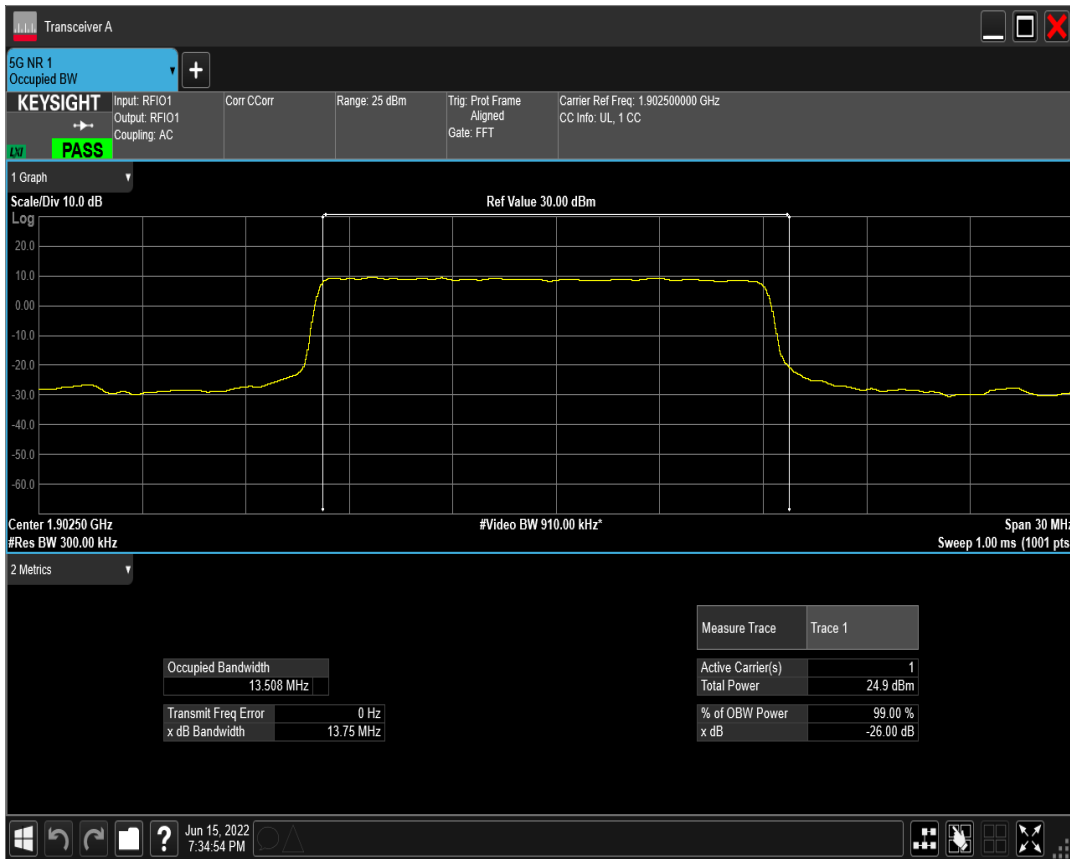 Transceiver A
5G NR 1
Occupied BW
+
KEYSIGHT
LXI
PASS
Input: RFIO1
Output: RFIO1
Coupling: AC
Corr CCorr
Range: 25 dBm
Trig: Prot Frame
Aligned
Gate: FFT
Carrier Ref Freq: 1.902500000 GHz
CC Info: UL, 1 CC
1 Graph
Scale/Div 10.0 dB
Ref Value 30.00 dBm
Log
20.0
10.0
0.00
-10.0
-20.0
-30.0
-40.0
-50.0
-60.0
Center 1.90250 GHz
#Video BW 910.00 kHz*
Span 30 MHz
#Res BW 300.00 kHz
Sweep 1.00 ms (1001 pts
2 Metrics
Measure Trace Trace 1
Occupied Bandwidth
13.508 MHz
Active Carrier(s) 1
Total Power 24.9 dBm
Transmit Freq Error 0 Hz
x dB Bandwidth 13.75 MHz
% of OBW Power 99.00 %
x dB -26.00 dB
?
Jun 15, 2022
7:34:54 PM